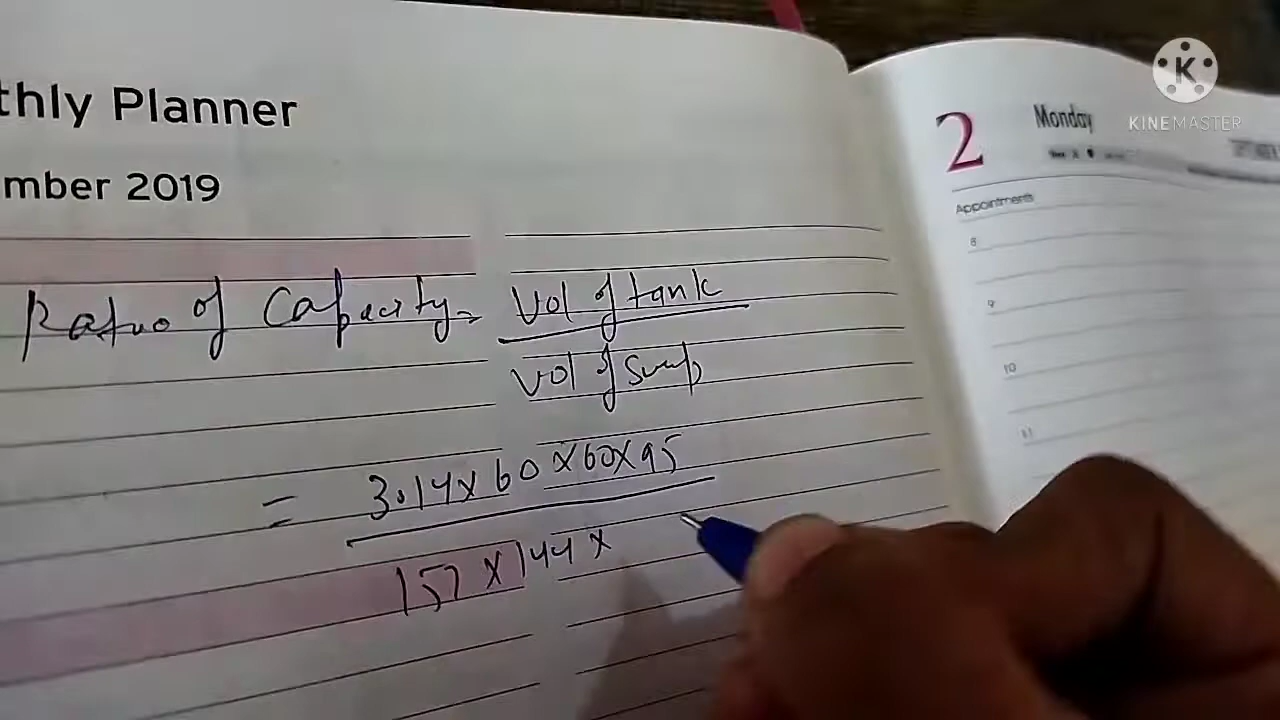 thly Planner
mber 2019
Ratio of Capacity = Vol of tank
Vol of Sump
= 3.14 x 60 x 60 x 95
157 x 144 x
K
KINEMASTER
2 Monday
Appointments
8
9
10
11